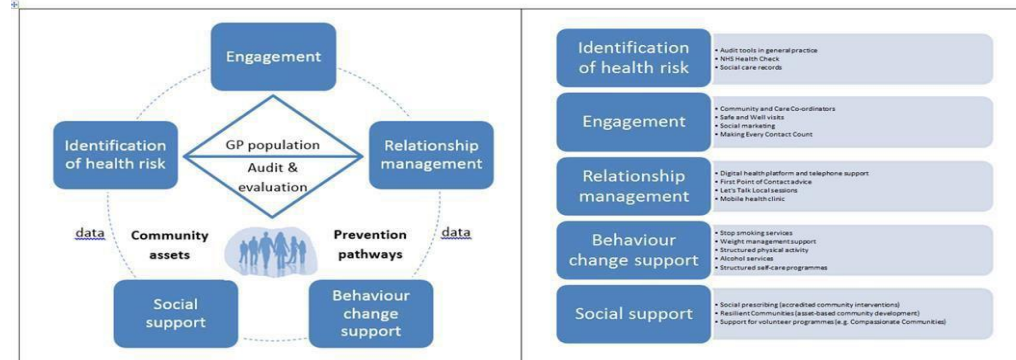 Engagement
Identification
of health risk
GP population
Audit &
evaluation
Relationship
management
data
Community
assets
Prevention
pathways
data
Social
support
Behaviour
change
support
Identification
of health risk
• Audit tools in general practice
• NHS Health Check
• Social care records
Engagement
• Community and Care Co-ordinators
• Safe and Well visits
• Social marketing
• Making Every Contact Count
Relationship
management
• Digital health platform and telephone support
• First Point of Contact advice
• Let's Talk Local sessions
• Mobile health clinic
Behaviour
change support
• Stop smoking services
• Weight management support
• Structured physical activity
• Alcohol services
• Structured self-care programmes
Social support
• Social prescribing (accredited community interventions)
• Resilient Communities (asset-based community development)
• Support for volunteer programmes (e.g. Compassionate Communities)